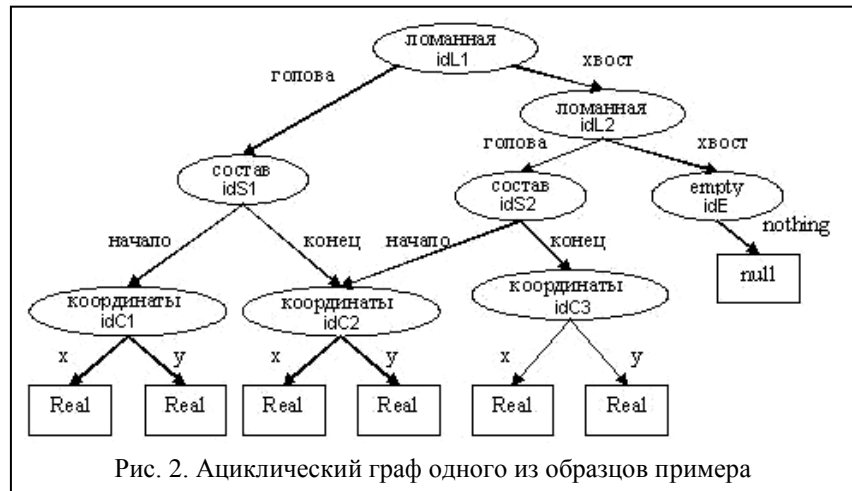 ломанная
idL1
голова
хвост
ломанная
idL2
голова
хвост
состав
idS1
состав
idS2
empty
idE
nothing
начало
конец
начало
конец
null
координаты
idC1
координаты
idC2
координаты
idC3
x
y
x
y
x
y
Real
Real
Real
Real
Real
Real
Рис. 2. Ациклический граф одного из образцов примера